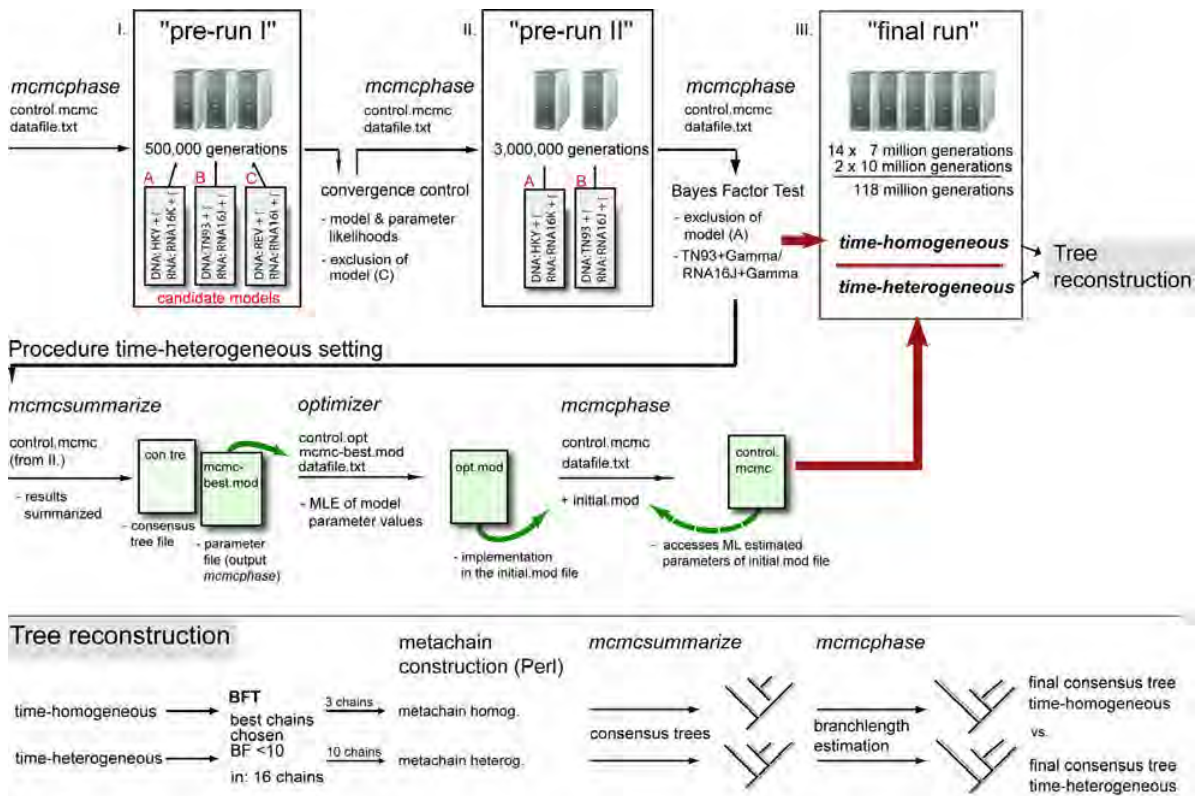 i.
"pre-run I"
ii.
"pre-run II"
iii.
"final run"
mcmcphase
control.mcmc
datafile.txt
500,000 generations
A
B
C
DNA:HKY + Γ
RNA:RNA16K + Γ
DNA:TN93 + Γ
RNA:RNA16J + Γ
DNA:REV + Γ
RNA:RNA16I + Γ
candidate models
mcmcphase
control.mcmc
datafile.txt
convergence control
- model & parameter
likelihoods
- exclusion of
model (C)
3,000,000 generations
A
B
DNA:HKY + Γ
RNA:RNA16K + Γ
DNA:TN93 + Γ
RNA:RNA16J + Γ
mcmcphase
control.mcmc
datafile.txt
Bayes Factor Test
- exclusion of
model (A)
- TN93+Gamma/
RNA16J+Gamma
14 x 7 million generations
2 x 10 million generations
118 million generations
time-homogeneous
time-heterogeneous
Tree
reconstruction
Procedure time-heterogeneous setting
mcmcsummarize
control.mcmc
(from II.)
- results
summarized
con.tre
- consensus
tree file
mcmc-
best.mod
- parameter
file (output
mcmcphase)
optimizer
control.opt
mcmc-best.mod
datafile.txt
- MLE of model
parameter values
opt.mod
- implementation
in the initial.mod file
mcmcphase
control.mcmc
datafile.txt
+ initial.mod
control.
mcmc
- accesses ML estimated
parameters of initial.mod file
Tree reconstruction
metachain
construction (Perl)
mcmcsummarize
mcmcphase
time-homogeneous
time-heterogeneous
BFT
best chains
chosen
BF <10
in: 16 chains
3 chains
10 chains
metachain homog.
metachain heterog.
consensus trees
branchlength
estimation
final consensus tree
time-homogeneous
vs.
final consensus tree
time-heterogeneous